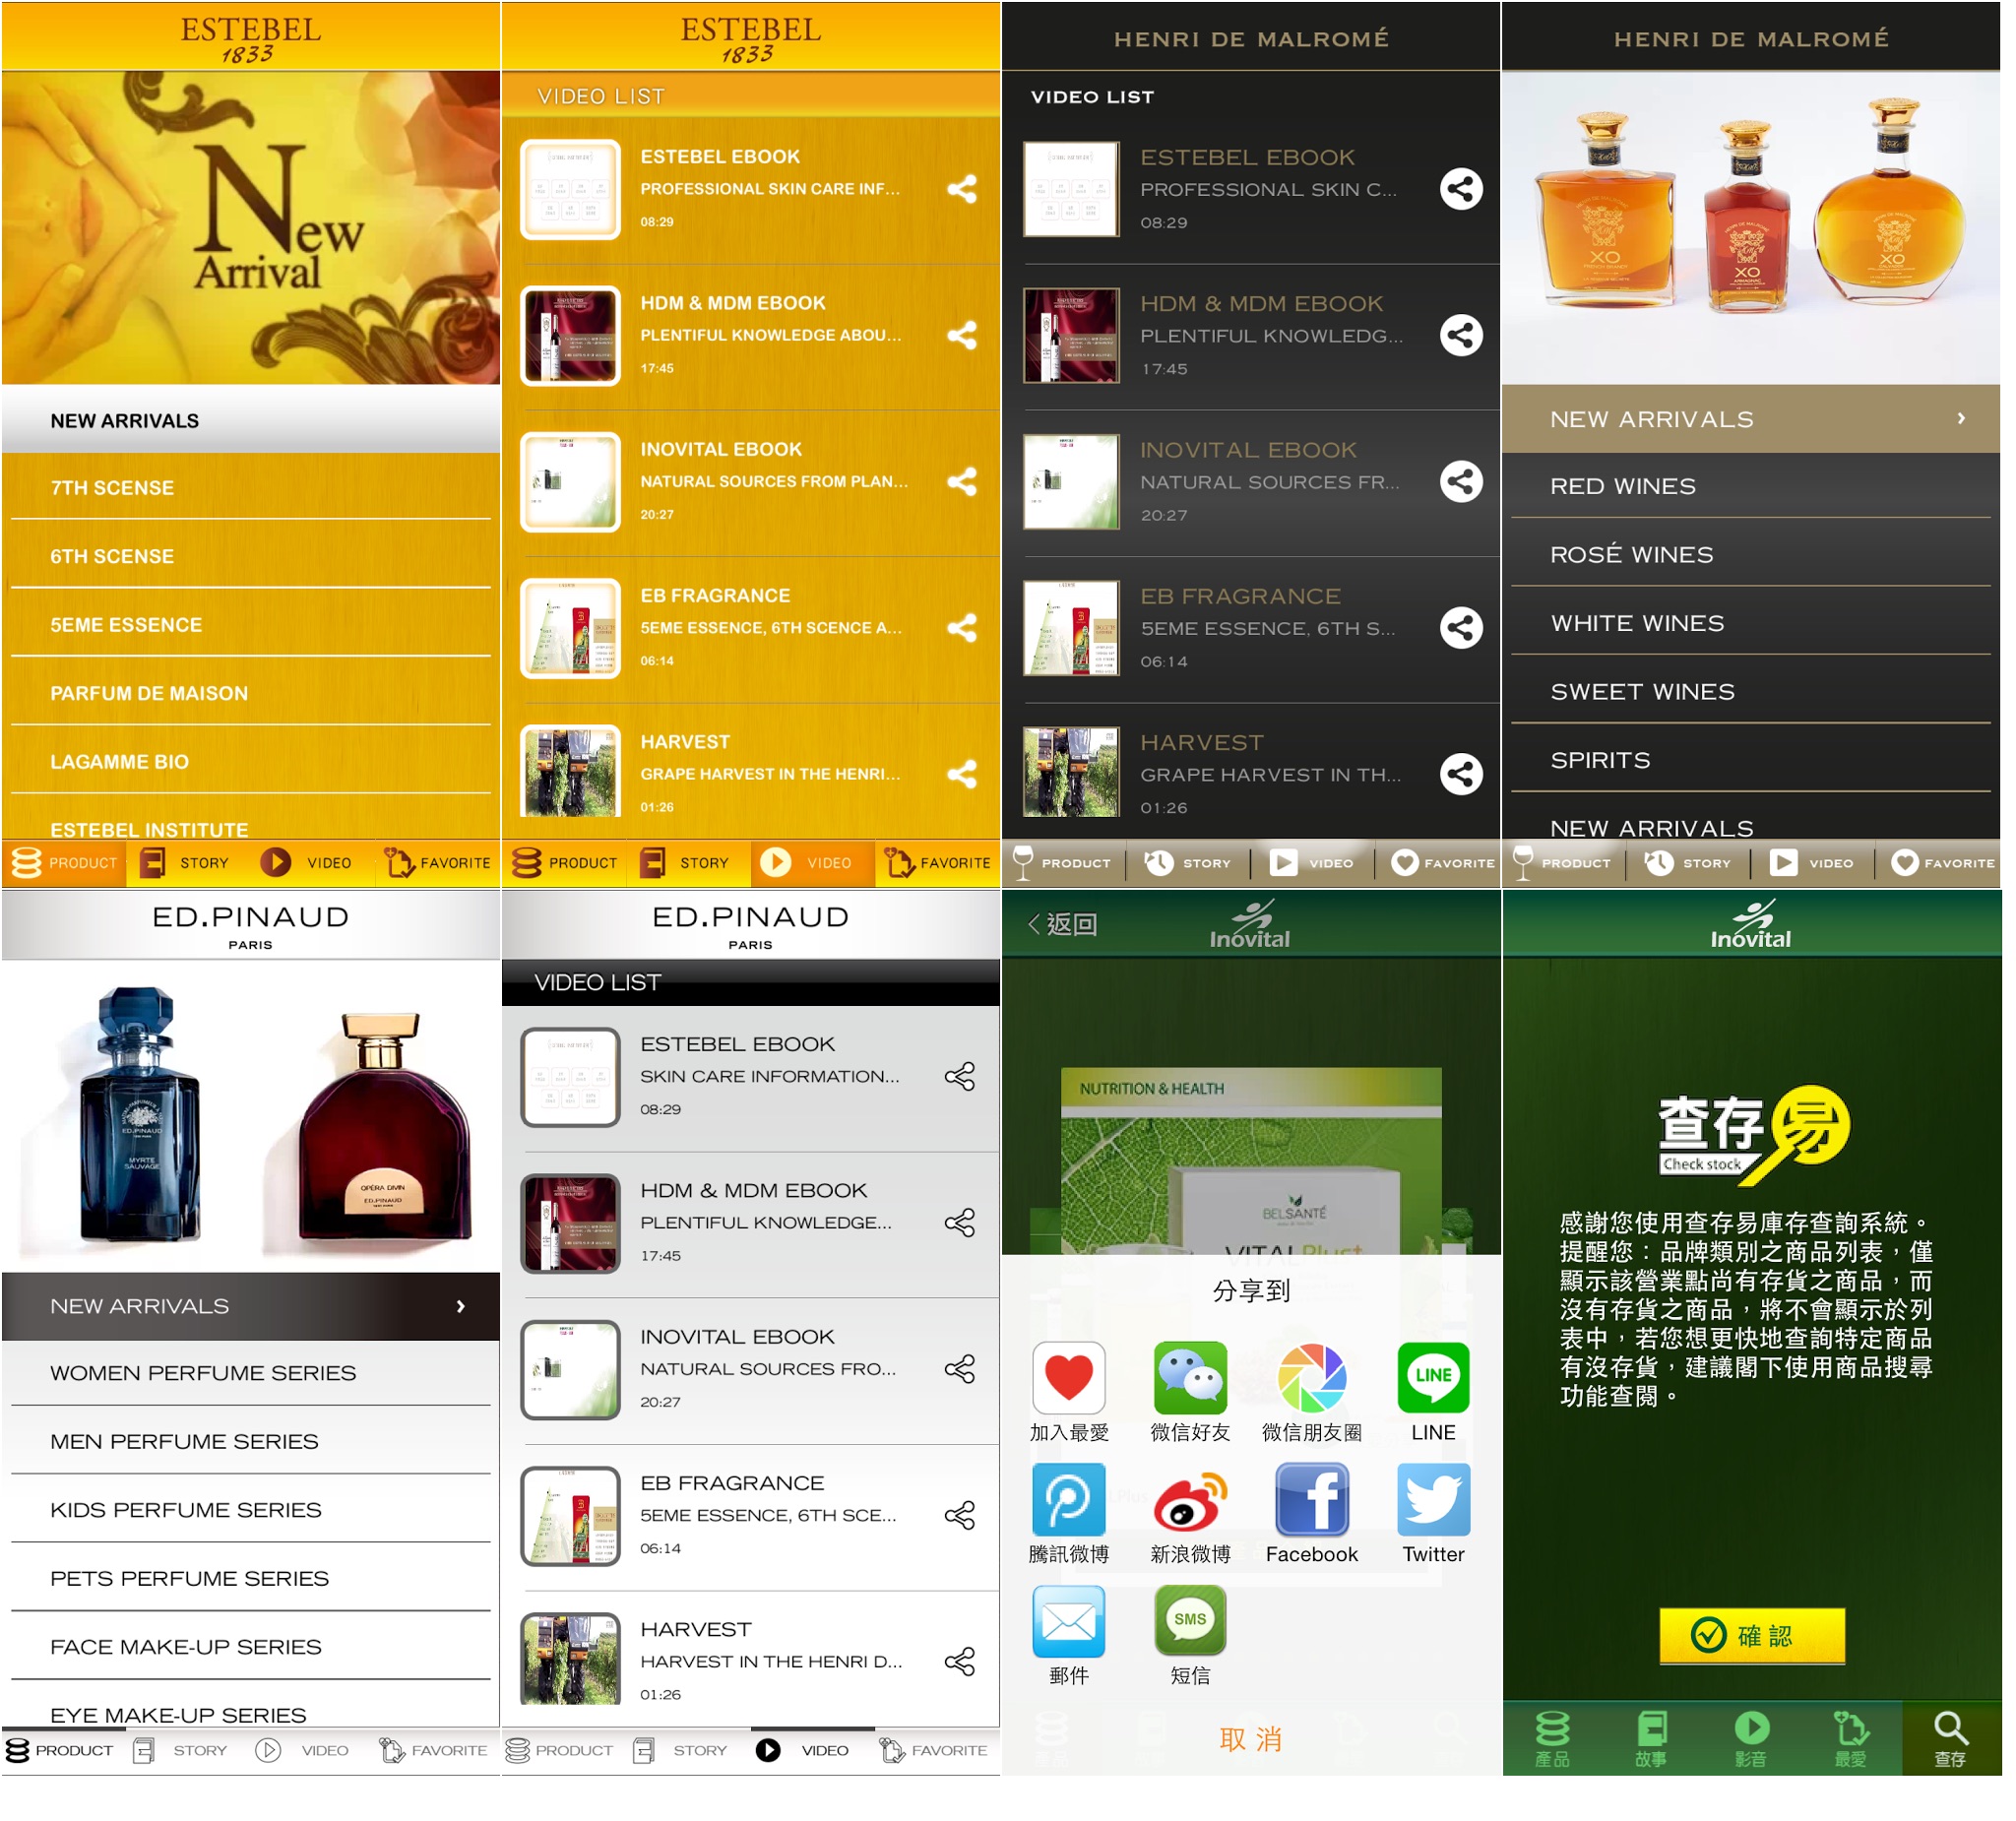 ESTEBEL
1833
New
Arrival
NEW ARRIVALS
7TH SCENSE
6TH SCENSE
5EME ESSENCE
PARFUM DE MAISON
LAGAMME BIO
ESTEBEL INSTITUTE
PRODUCT STORY VIDEO FAVORITE
ESTEBEL
1833
VIDEO LIST
ESTEBEL EBOOK
PROFESSIONAL SKIN CARE INF...
08:29
HDM & MDM EBOOK
PLENTIFUL KNOWLEDGE ABOU...
17:45
INOVITAL EBOOK
NATURAL SOURCES FROM PLAN...
20:27
EB FRAGRANCE
5EME ESSENCE, 6TH SCENCE A...
06:14
HARVEST
GRAPE HARVEST IN THE HENRI...
01:26
PRODUCT STORY VIDEO FAVORITE
HENRI DE MALROMÉ
VIDEO LIST
ESTEBEL EBOOK
PROFESSIONAL SKIN C...
08:29
HDM & MDM EBOOK
PLENTIFUL KNOWLEDG...
17:45
INOVITAL EBOOK
NATURAL SOURCES FR...
20:27
EB FRAGRANCE
5EME ESSENCE, 6TH S...
06:14
HARVEST
GRAPE HARVEST IN TH...
01:26
PRODUCT STORY VIDEO FAVORITE
HENRI DE MALROMÉ
XO
XO
XO
NEW ARRIVALS
RED WINES
ROSÉ WINES
WHITE WINES
SWEET WINES
SPIRITS
NEW ARRIVALS
PRODUCT STORY VIDEO FAVORITE
ED.PINAUD
PARIS
ED.PINAUD
MYRTE
SAUVAGE
OPÉRA DIVIN
ED.PINAUD
NEW ARRIVALS
WOMEN PERFUME SERIES
MEN PERFUME SERIES
KIDS PERFUME SERIES
PETS PERFUME SERIES
FACE MAKE-UP SERIES
EYE MAKE-UP SERIES
PRODUCT STORY VIDEO FAVORITE
ED.PINAUD
PARIS
VIDEO LIST
ESTEBEL EBOOK
SKIN CARE INFORMATION...
08:29
HDM & MDM EBOOK
PLENTIFUL KNOWLEDGE...
17:45
INOVITAL EBOOK
NATURAL SOURCES FRO...
20:27
EB FRAGRANCE
5EME ESSENCE, 6TH SCE...
06:14
HARVEST
HARVEST IN THE HENRI D...
01:26
PRODUCT STORY VIDEO FAVORITE
返回
Inovital
NUTRITION & HEALTH
BELSANTÉ
VITALPlus+
分享到
加入最愛 微信好友 微信朋友圈 LINE
騰訊微博 新浪微博 Facebook Twitter
SMS
郵件 短信
取消
Inovital
查存易
Check stock
感謝您使用查存易庫存查詢系統。
提醒您：品牌類別之商品列表，僅
顯示該營業點尚有存貨之商品，而
沒有存貨之商品，將不會顯示於列
表中，若您想更快地查詢特定商品
有沒存貨，建議閣下使用商品搜尋
功能查閱。
確認
產品 故事 影音 最愛 查存